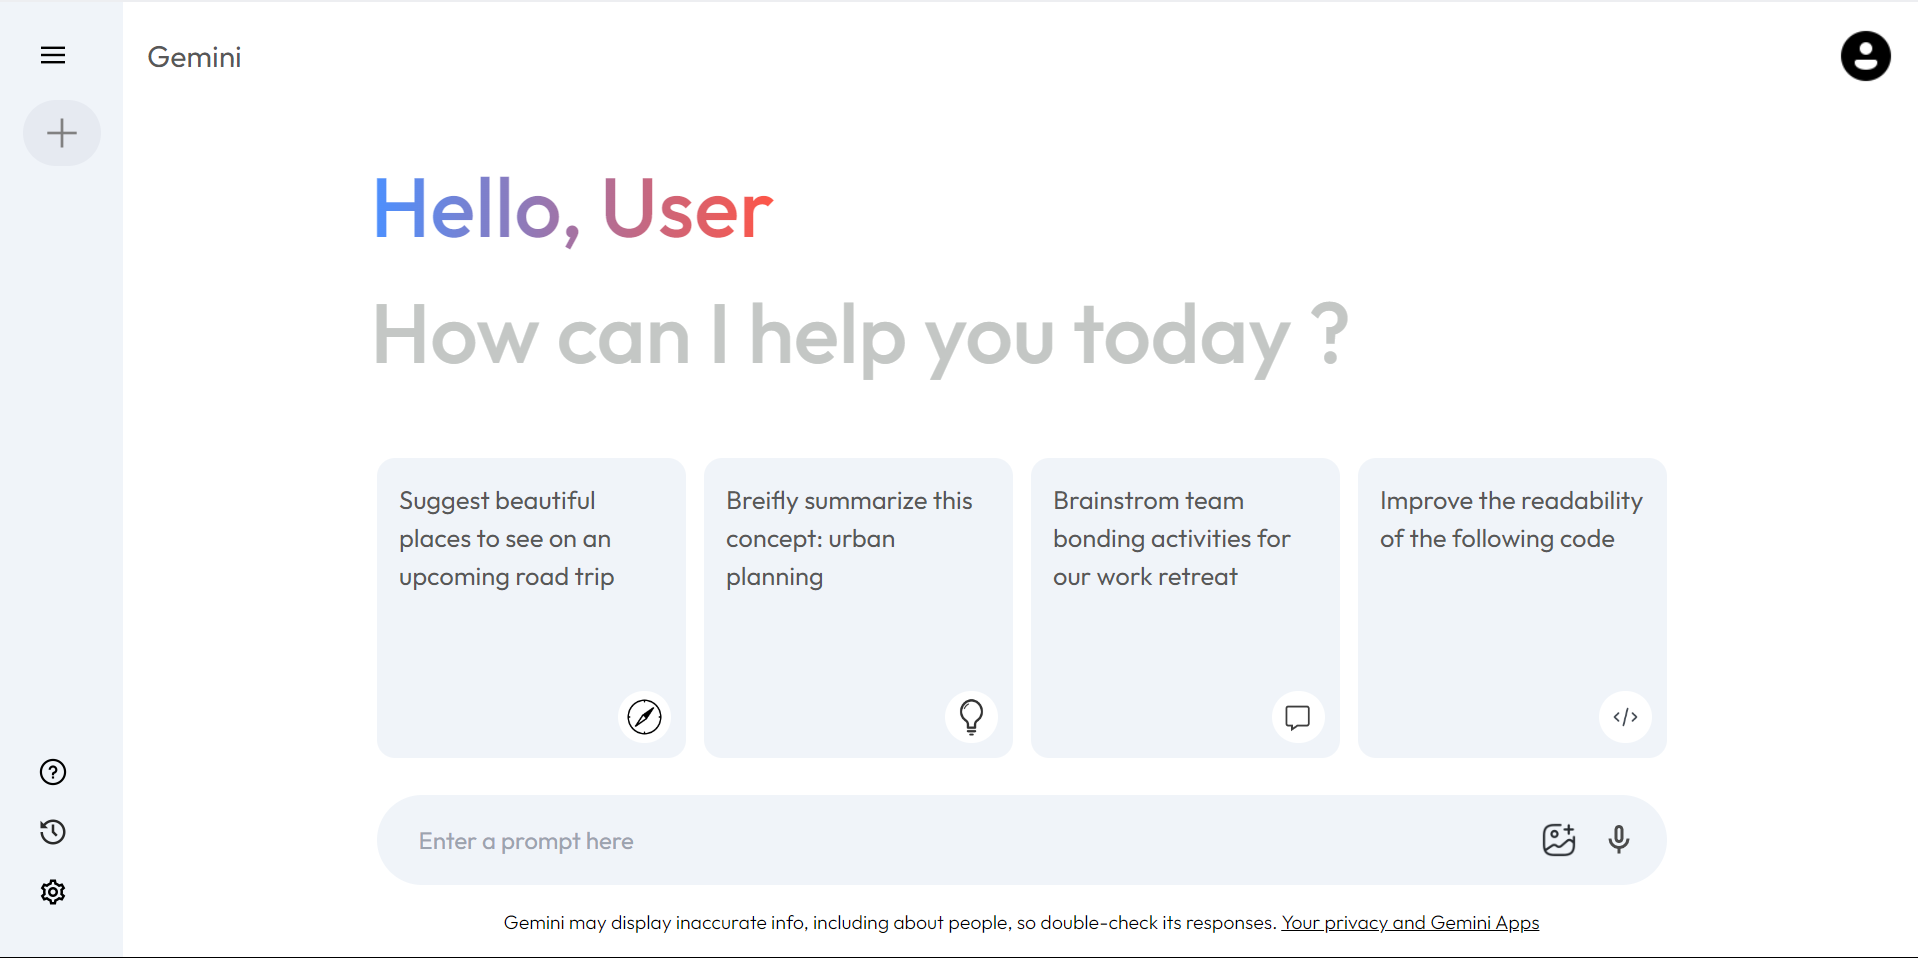 Gemini
Hello, User
How can I help you today ?
Suggest beautiful
places to see on an
upcoming road trip
Breifly summarize this
concept: urban
planning
Brainstrom team
bonding activities for
our work retreat
Improve the readability
of the following code
Enter a prompt here
Gemini may display inaccurate info, including about people, so double-check its responses. Your privacy and Gemini Apps